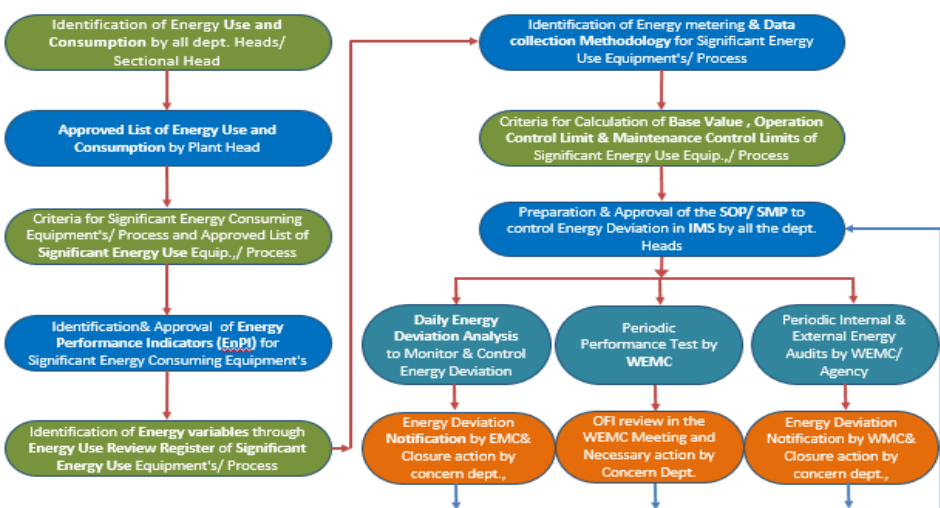 Identification of Energy Use and
Consumption by all dept. Heads/
Sectional Head
Approved List of Energy Use and
Consumption by Plant Head
Criteria for Significant Energy Consuming
Equipment's/ Process and Approved List of
Significant Energy Use Equip.,/ Process
Identification& Approval of Energy
Performance Indicators (EnPI) for
Significant Energy Consuming Equipment's
Identification of Energy variables through
Energy Use Review Register of Significant
Energy Use Equipment's/ Process
Identification of Energy metering & Data
collection Methodology for Significant Energy
Use Equipment's/ Process
Criteria for Calculation of Base Value , Operation
Control Limit & Maintenance Control Limits of
Significant Energy Use Equip.,/ Process
Preparation & Approval of the SOP/ SMP to
control Energy Deviation in IMS by all the dept.
Heads
Daily Energy
Deviation Analysis
to Monitor & Control
Energy Deviation
Periodic
Performance Test by
WEMC
Periodic Internal &
External Energy
Audits by WEMC/
Agency
Energy Deviation
Notification by EMC&
Closure action by
concern dept.,
OFI review in the
WEMC Meeting and
Necessary action by
Concern Dept.
Energy Deviation
Notification by WMC&
Closure action by
concern dept.,